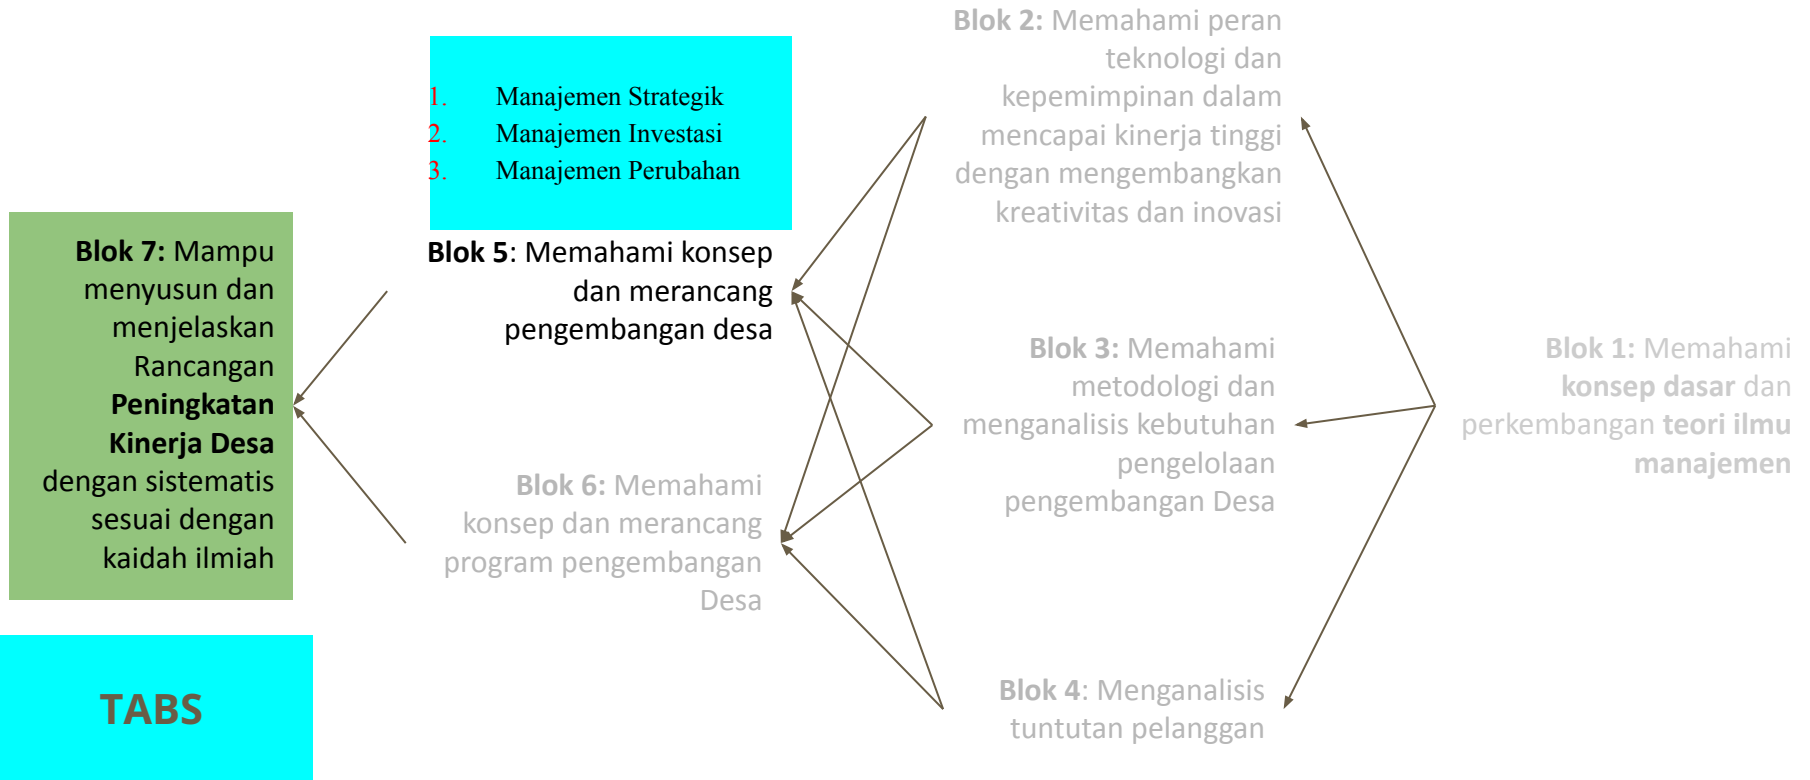 Blok 2: Memahami peran
teknologi dan
kepemimpinan dalam
mencapai kinerja tinggi
dengan mengembangkan
kreativitas dan inovasi
1. Manajemen Strategik
2. Manajemen Investasi
3. Manajemen Perubahan
Blok 7: Mampu
menyusun dan
menjelaskan
Rancangan
Peningkatan
Kinerja Desa
dengan sistematis
sesuai dengan
kaidah ilmiah
Blok 5: Memahami konsep
dan merancang
pengembangan desa
Blok 3: Memahami
metodologi dan
menganalisis kebutuhan
pengelolaan
pengembangan Desa
Blok 1: Memahami
konsep dasar dan
perkembangan teori ilmu
manajemen
Blok 6: Memahami
konsep dan merancang
program pengembangan
Desa
Blok 4: Menganalisis
tuntutan pelanggan
TABS